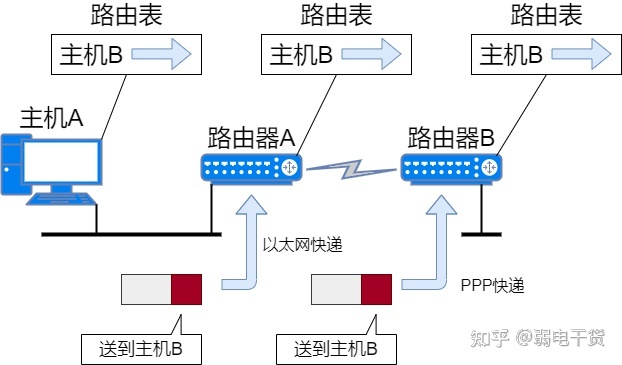 路由表
路由表
路由表
主机B
主机B
主机B
主机A
路由器A
路由器B
以太网快递
PPP快递
送到主机B
送到主机B
知乎 @弱电干货